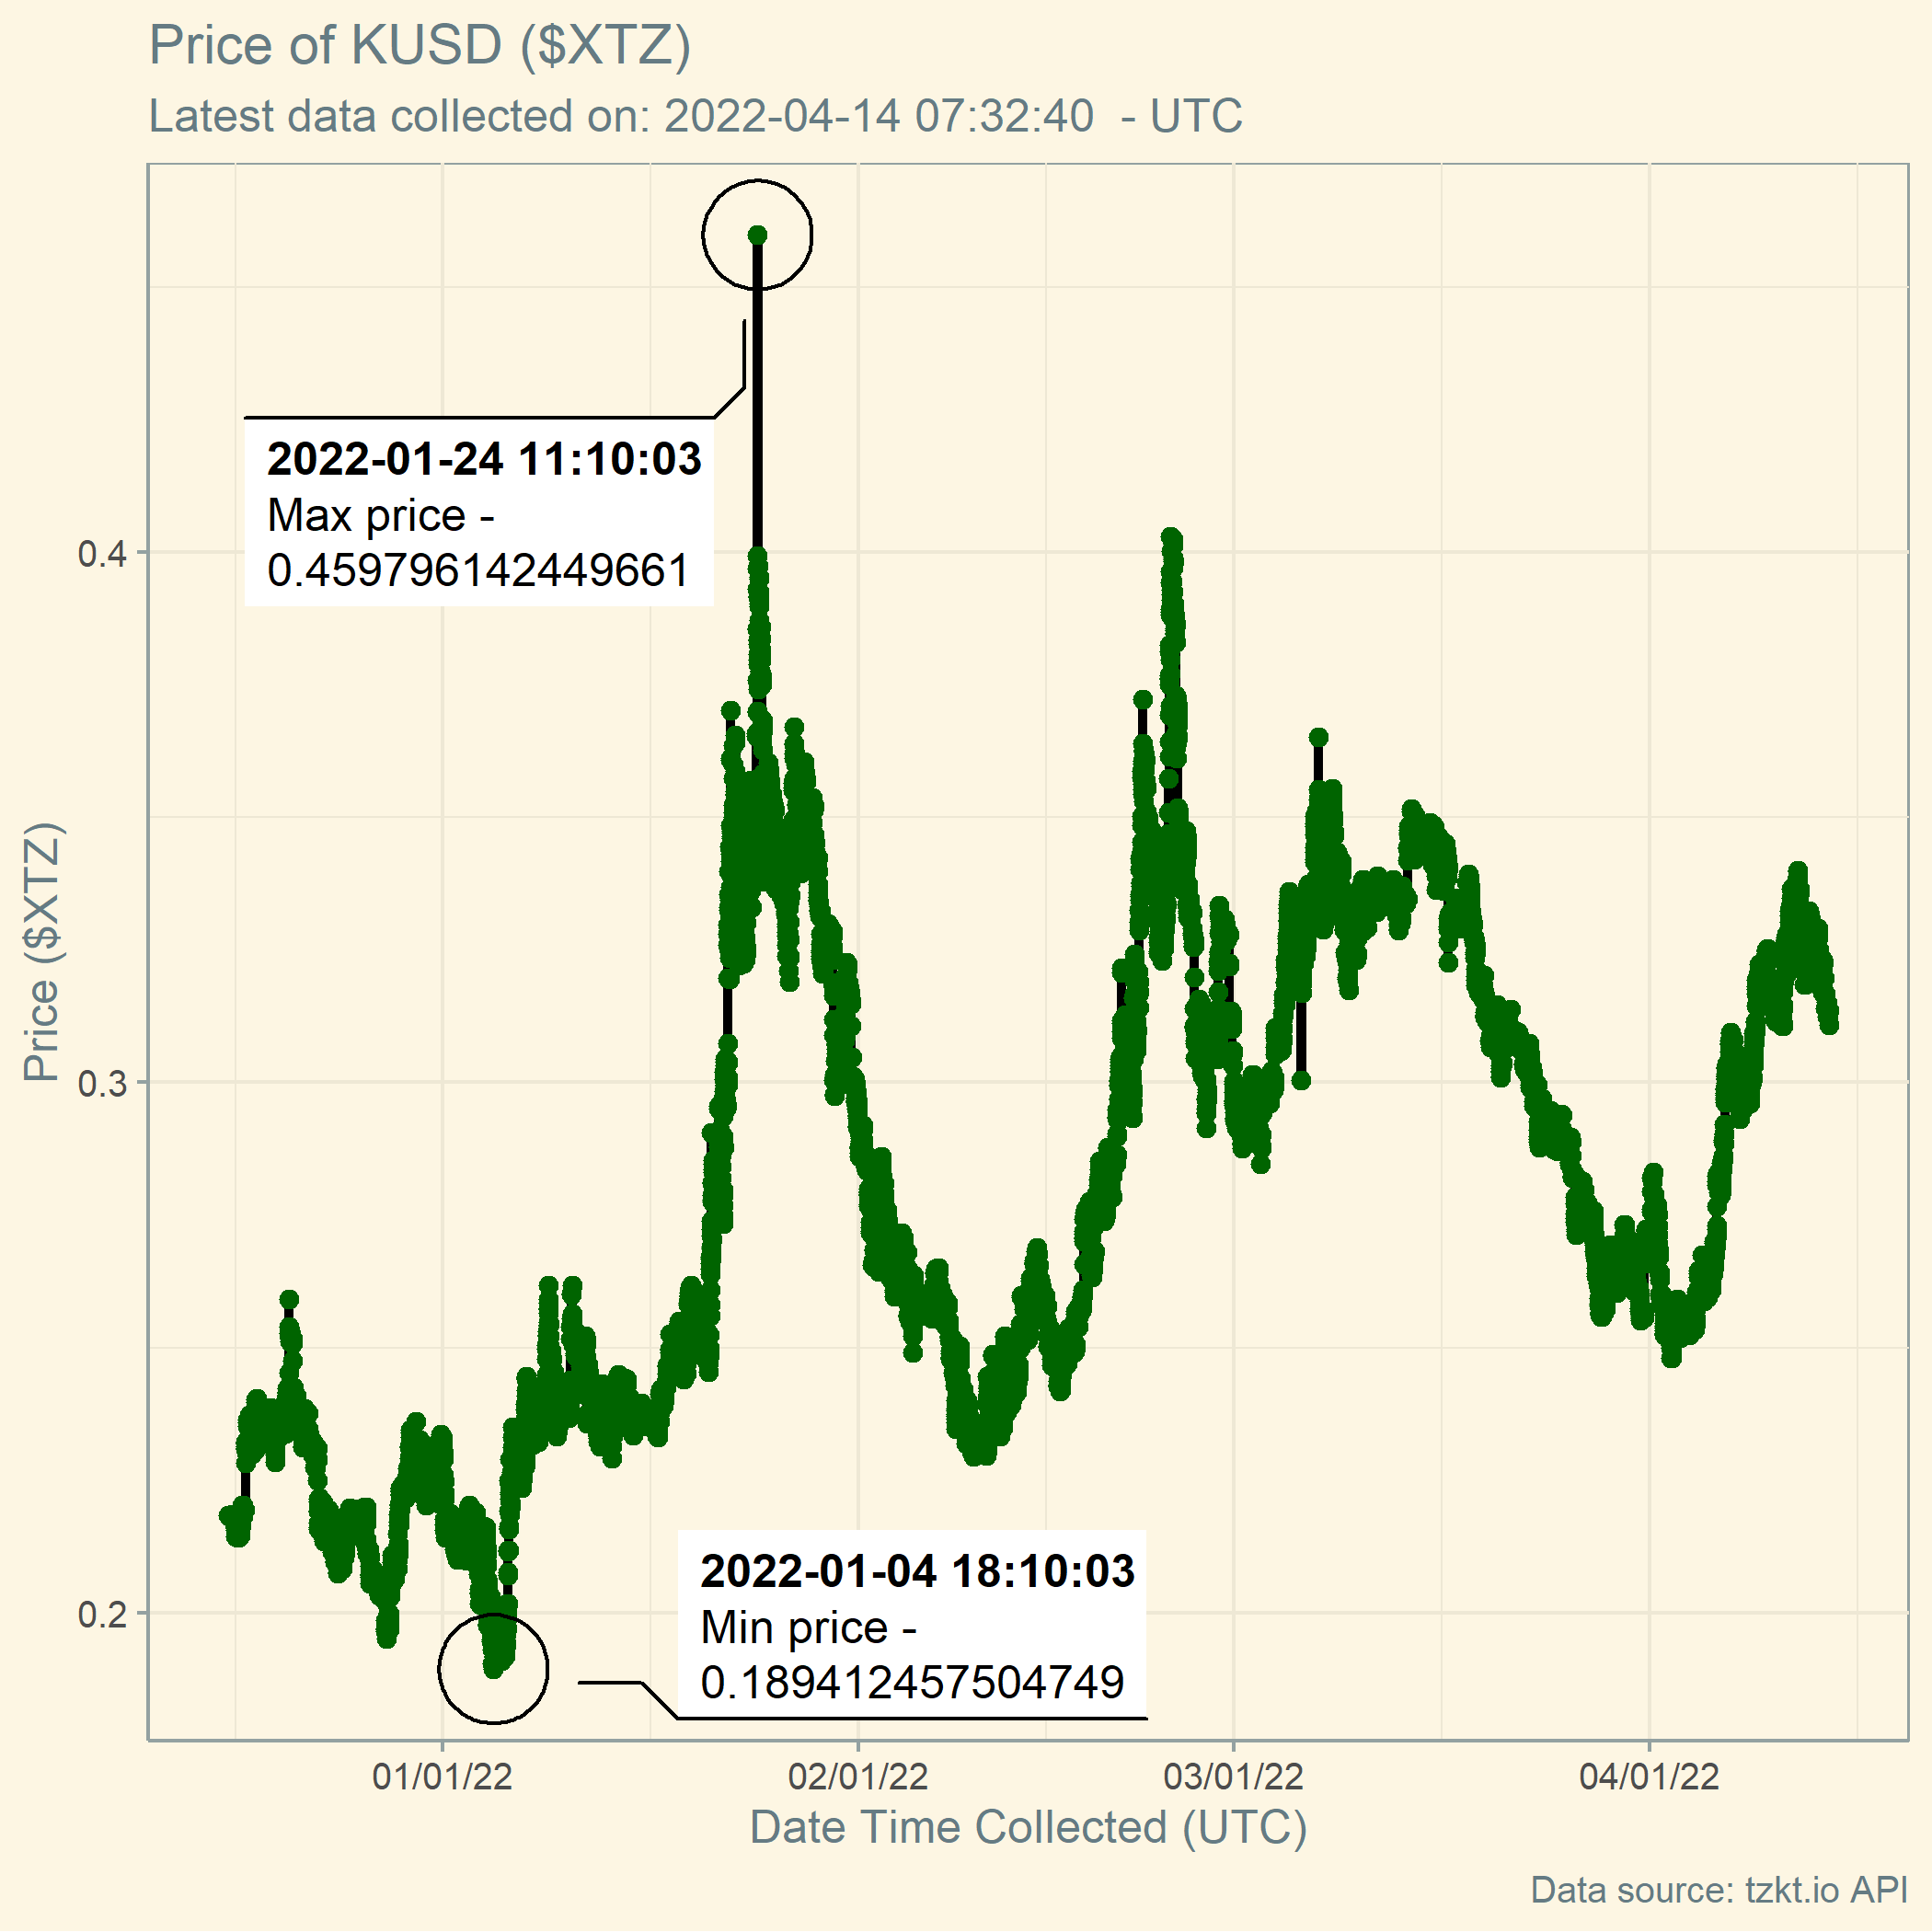 Price of KUSD ($XTZ)
Latest data collected on: 2022-04-14 07:32:40  - UTC
2022-01-24 11:10:03
Max price -
0.459796142449661
0.4
0.3
0.2
Price ($XTZ)
2022-01-04 18:10:03
Min price -
0.189412457504749
01/01/22
02/01/22
03/01/22
04/01/22
Date Time Collected (UTC)
Data source: tzkt.io API